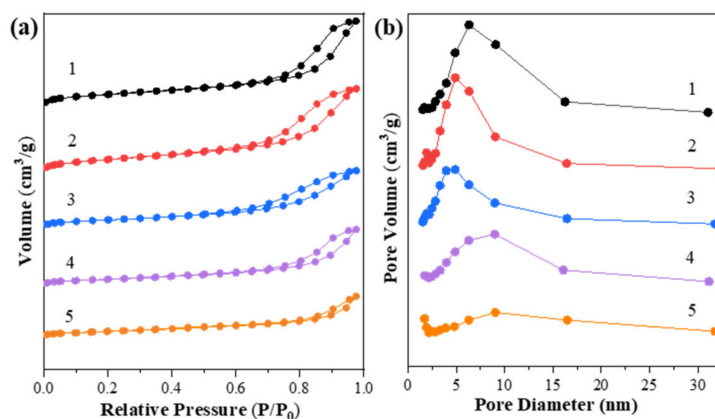 (a)
1
2
3
4
5
Volume (cm³/g)
0.0 0.2 0.4 0.6 0.8 1.0
Relative Pressure (P/P₀)
(b)
1
2
3
4
5
Pore Volume (cm³/g)
0 5 10 15 20 25 30
Pore Diameter (nm)